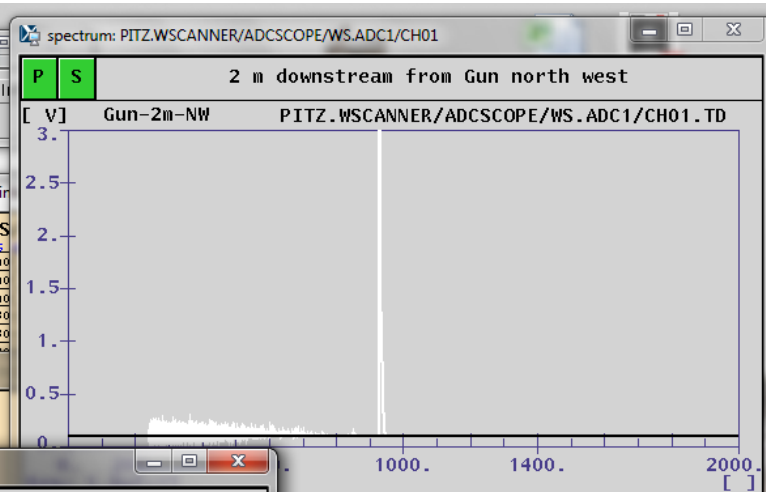 spectrum: PITZ.WSCANNER/ADCSCOPE/WS.ADC1/CH01
P S 2 m downstream from Gun north west
[ V] Gun-2m-NW PITZ.WSCANNER/ADCSCOPE/WS.ADC1/CH01.TD
3.
2.5
2.
1.5
1.
0.5
0.
1000. 1400. 2000.
[ ]